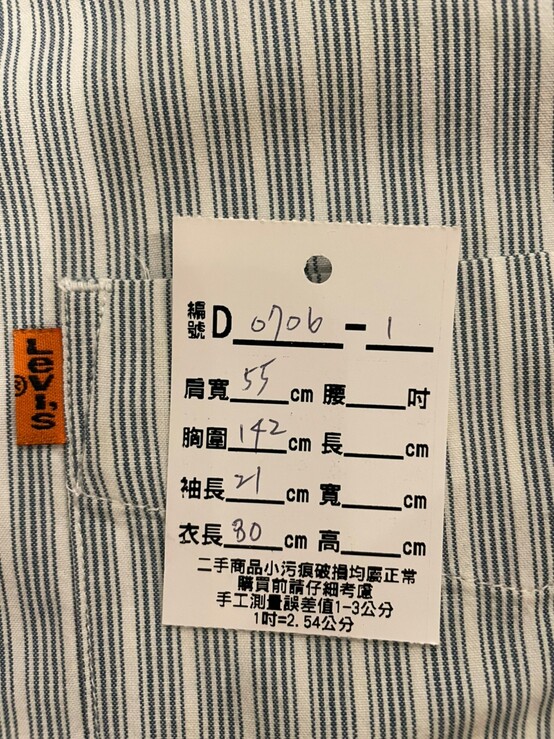 LEVI'S
®
編號D 0706 - 1
肩寬 55 cm 腰 吋
胸圍 142 cm 長 cm
袖長 21 cm 寬 cm
衣長 80 cm 高 cm
二手商品小污痕破損均屬正常
購買前請仔細考慮
手工測量誤差值1-3公分
1吋=2.54公分